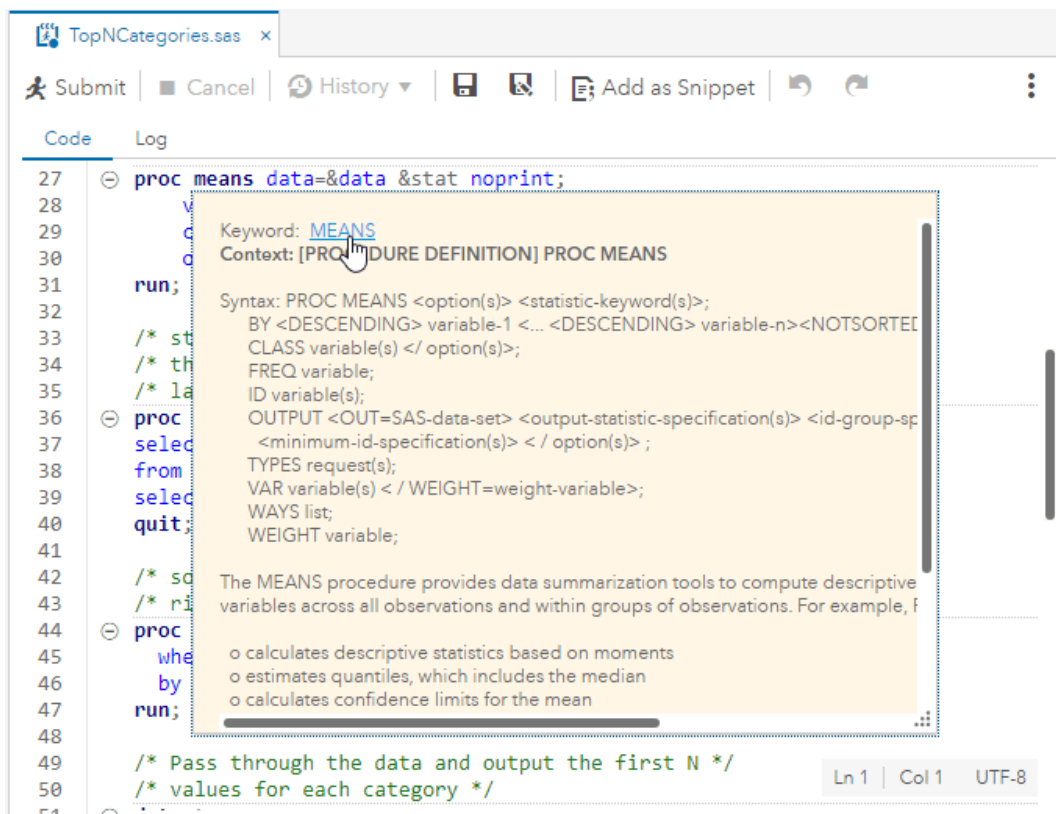 TopNCategories.sas ×
Submit Cancel History Add as Snippet
Code Log
27 proc means data=&data &stat noprint;
28 v
29 c
30 o
31 run;
32
33 /* st
34 /* th
35 /* la
36 proc
37 selec
38 from
39 selec
40 quit;
41
42 /* so
43 /* ri
44 proc
45 whe
46 by
47 run;
48
49 /* Pass through the data and output the first N */
50 /* values for each category */
51
Keyword: MEANS
Context: [PROCEDURE DEFINITION] PROC MEANS
Syntax: PROC MEANS <option(s)> <statistic-keyword(s)>;
BY <DESCENDING> variable-1 <... <DESCENDING> variable-n><NOTSORTED
CLASS variable(s) </ option(s)>;
FREQ variable;
ID variable(s);
OUTPUT <OUT=SAS-data-set> <output-statistic-specification(s)> <id-group-sp
<minimum-id-specification(s)> < / option(s)> ;
TYPES request(s);
VAR variable(s) < / WEIGHT=weight-variable>;
WAYS list;
WEIGHT variable;
The MEANS procedure provides data summarization tools to compute descriptive
variables across all observations and within groups of observations. For example,
o calculates descriptive statistics based on moments
o estimates quantiles, which includes the median
o calculates confidence limits for the mean
Ln 1 Col 1 UTF-8